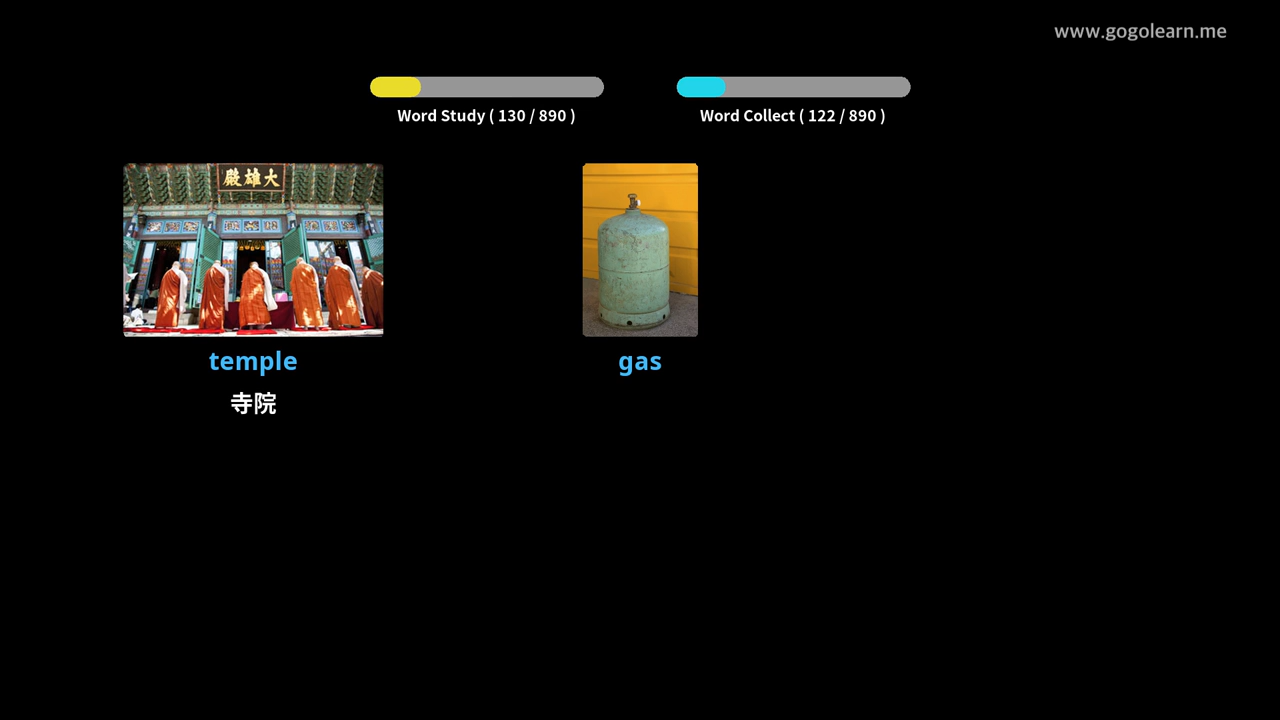 www.gogolearn.me
Word Study ( 130 / 890 )
Word Collect ( 122 / 890 )
殿雄大
temple
gas
寺院